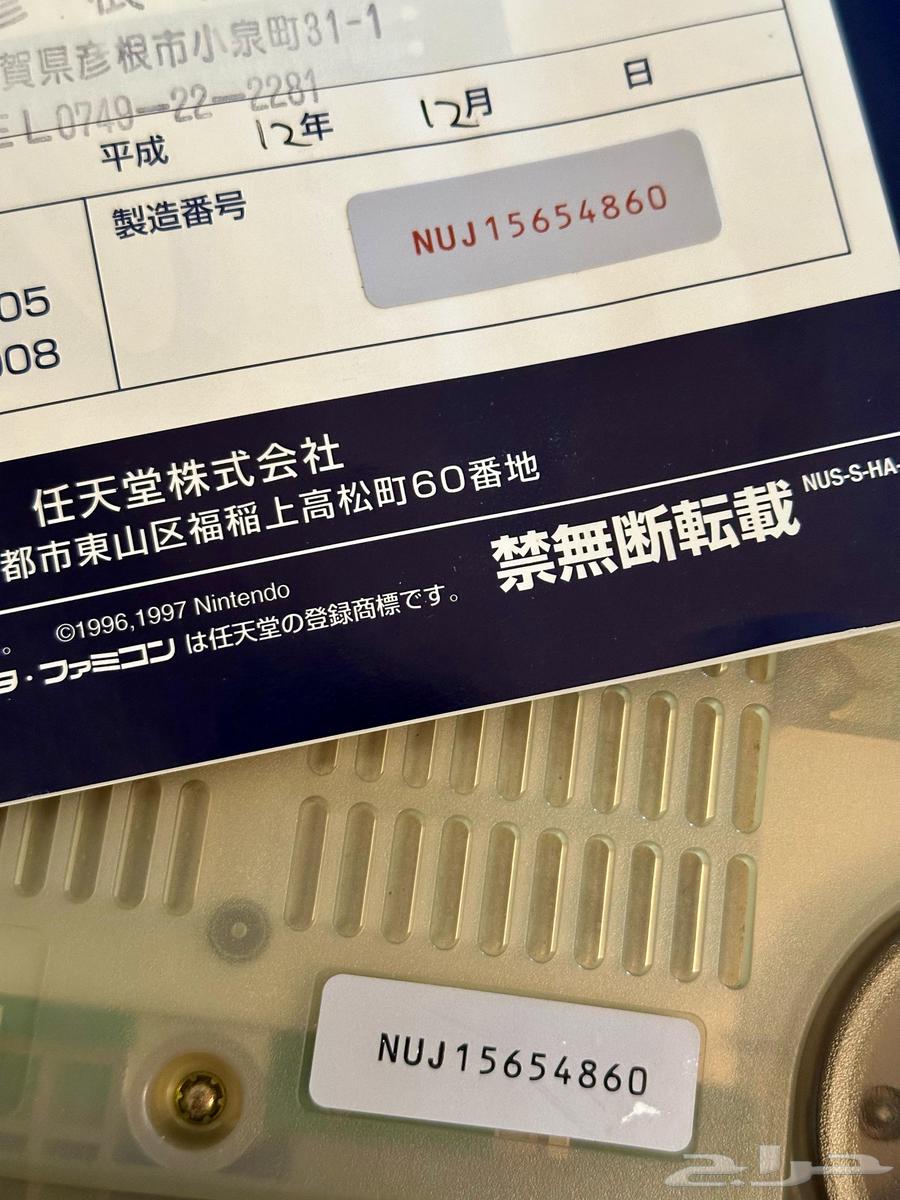 賀県彦根市小泉町31-1
EL0749-22-2281
平成 12年 12月 日
製造番号 NUJ15654860
05
008
任天堂株式会社
都市東山区福稲上高松町60番地
禁無断転載 NUS-S-HA-
。 ©1996,1997 Nintendo
ヨ・ファミコン は任天堂の登録商標です。
NUJ15654860
حراج